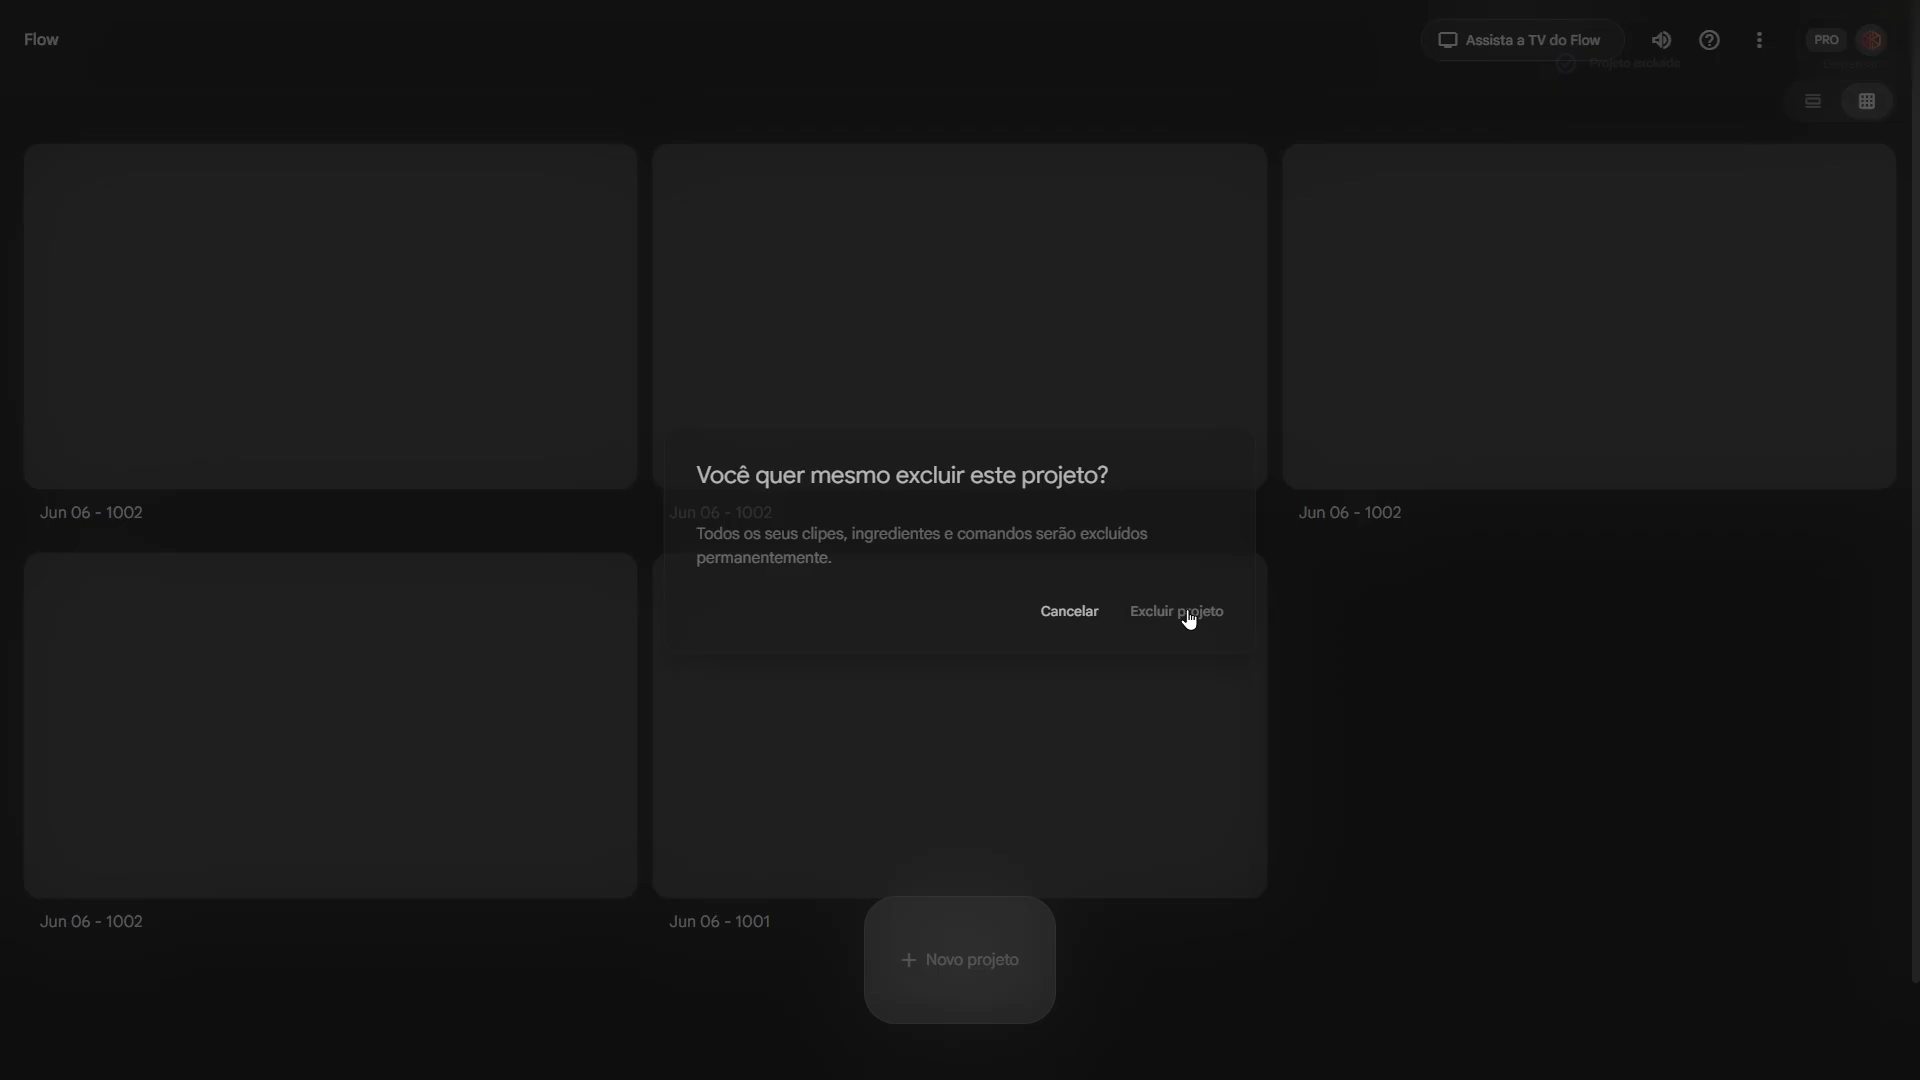 Flow
Assista a TV do Flow
PRO
Projeto excluído
Jun 06 - 1002
Jun 06 - 1002
Jun 06 - 1002
Você quer mesmo excluir este projeto?
Todos os seus clipes, ingredientes e comandos serão excluídos
permanentemente.
Cancelar
Excluir projeto
Jun 06 - 1002
Jun 06 - 1001
Novo projeto